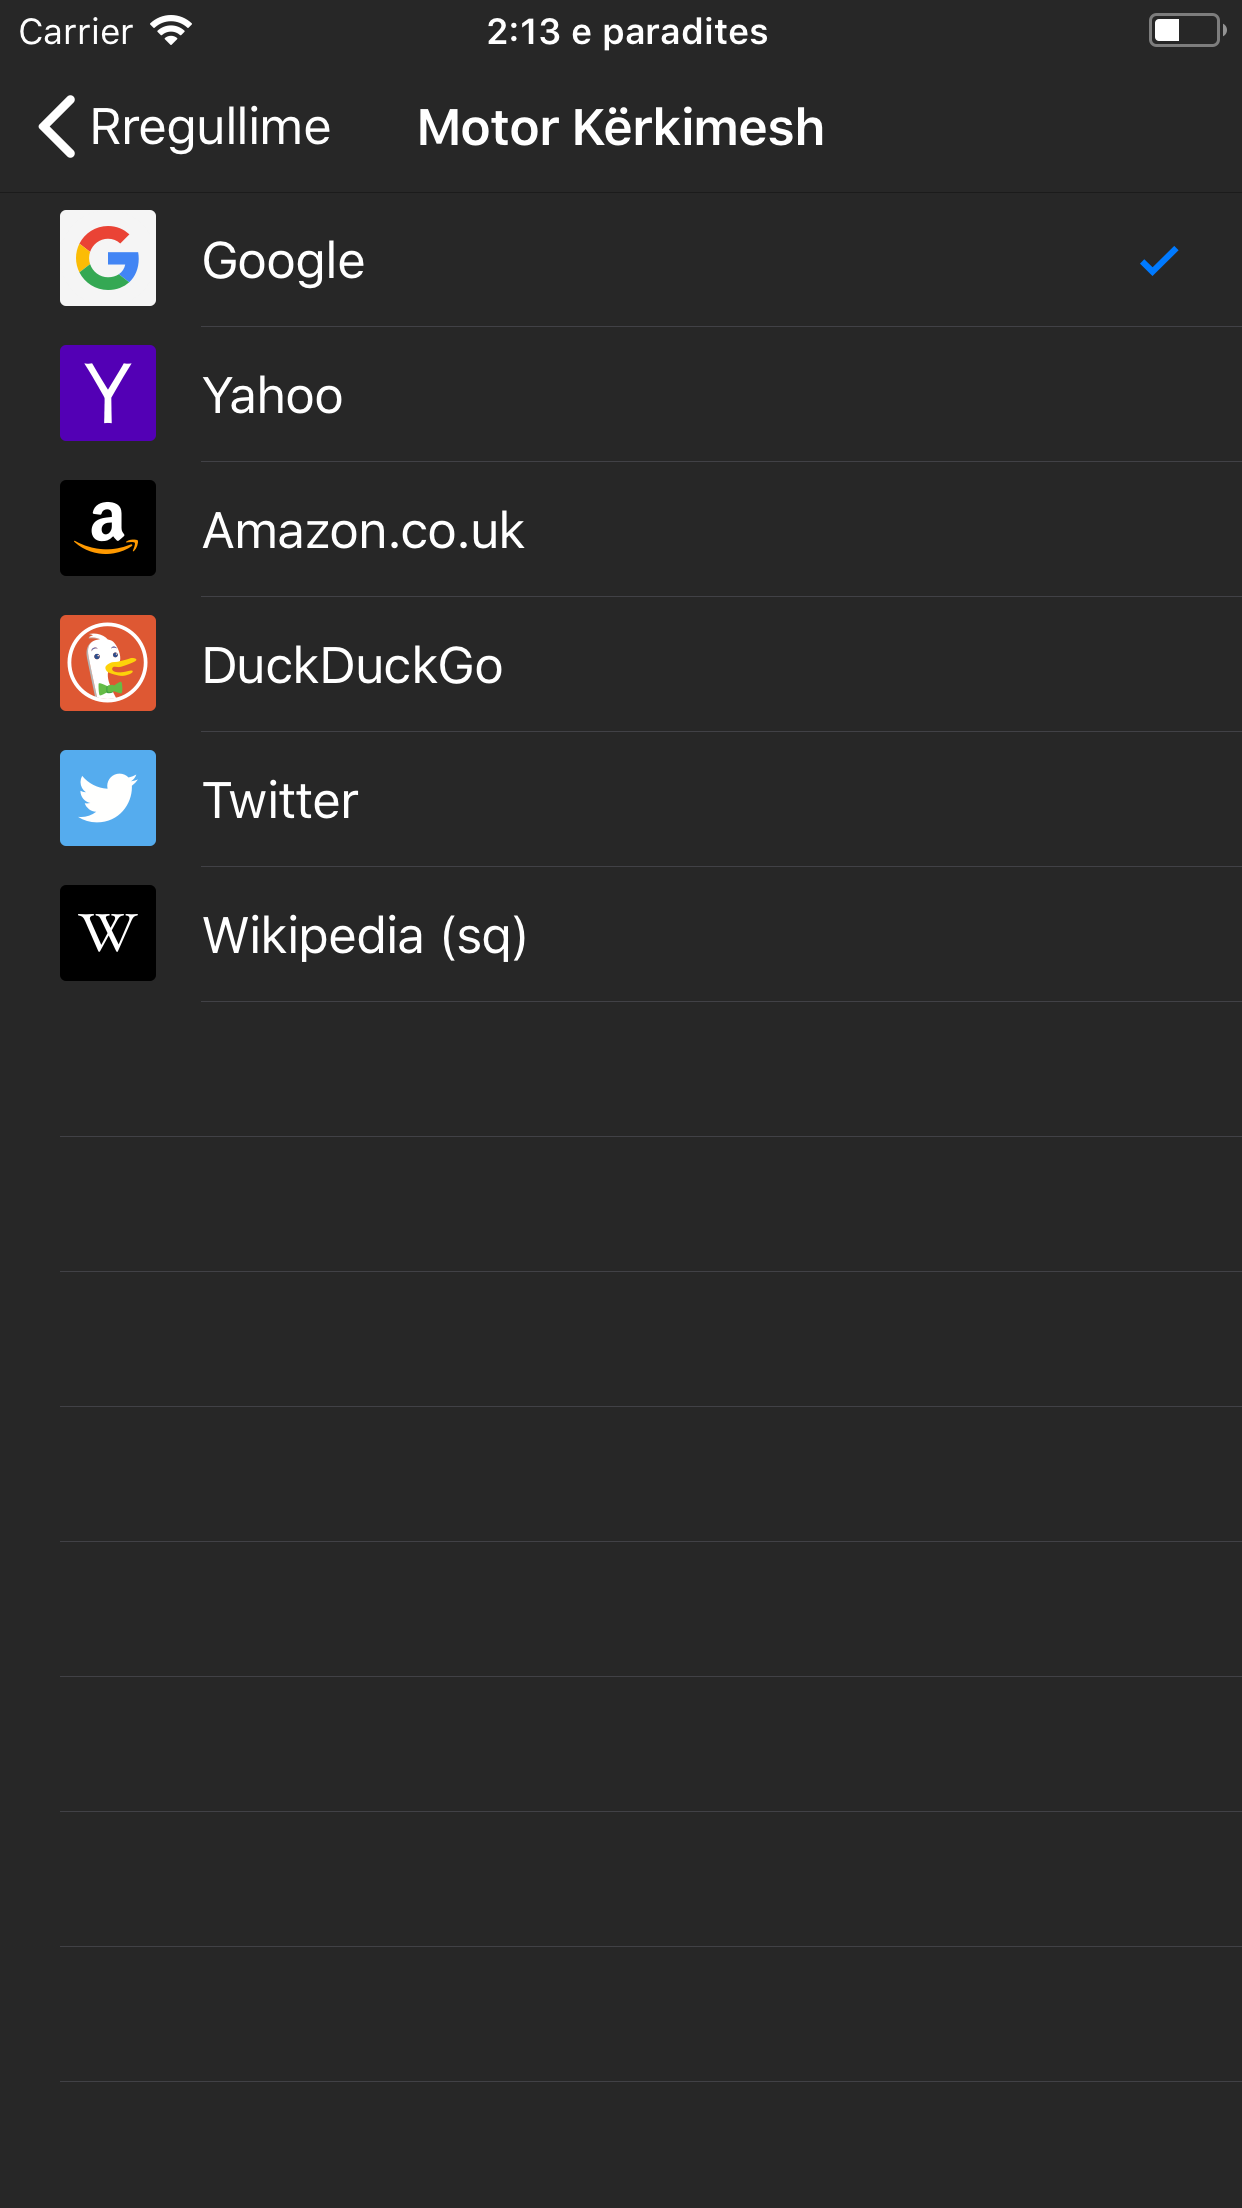 Carrier 2:13 e paradites
Rregullime Motor Kërkimesh
Google
Yahoo
Amazon.co.uk
DuckDuckGo
Twitter
Wikipedia (sq)